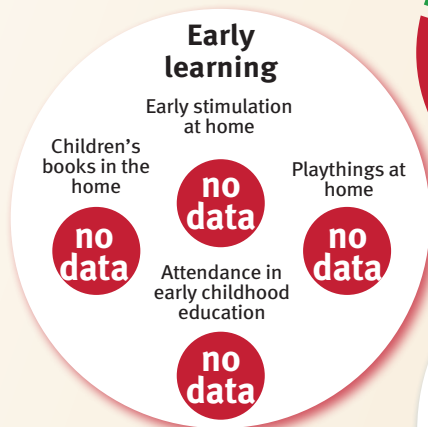 Early
learning
Early stimulation
at home
no
data
Children's
books in the
home
no
data
Playthings at
home
no
data
Attendance in
early childhood
education
no
data